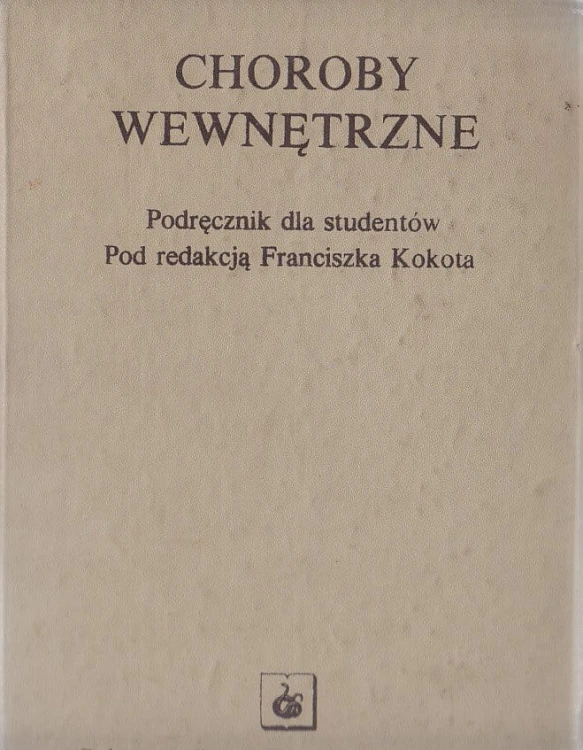 CHOROBY
WEWNĘTRZNE
Podręcznik dla studentów
Pod redakcją Franciszka Kokota